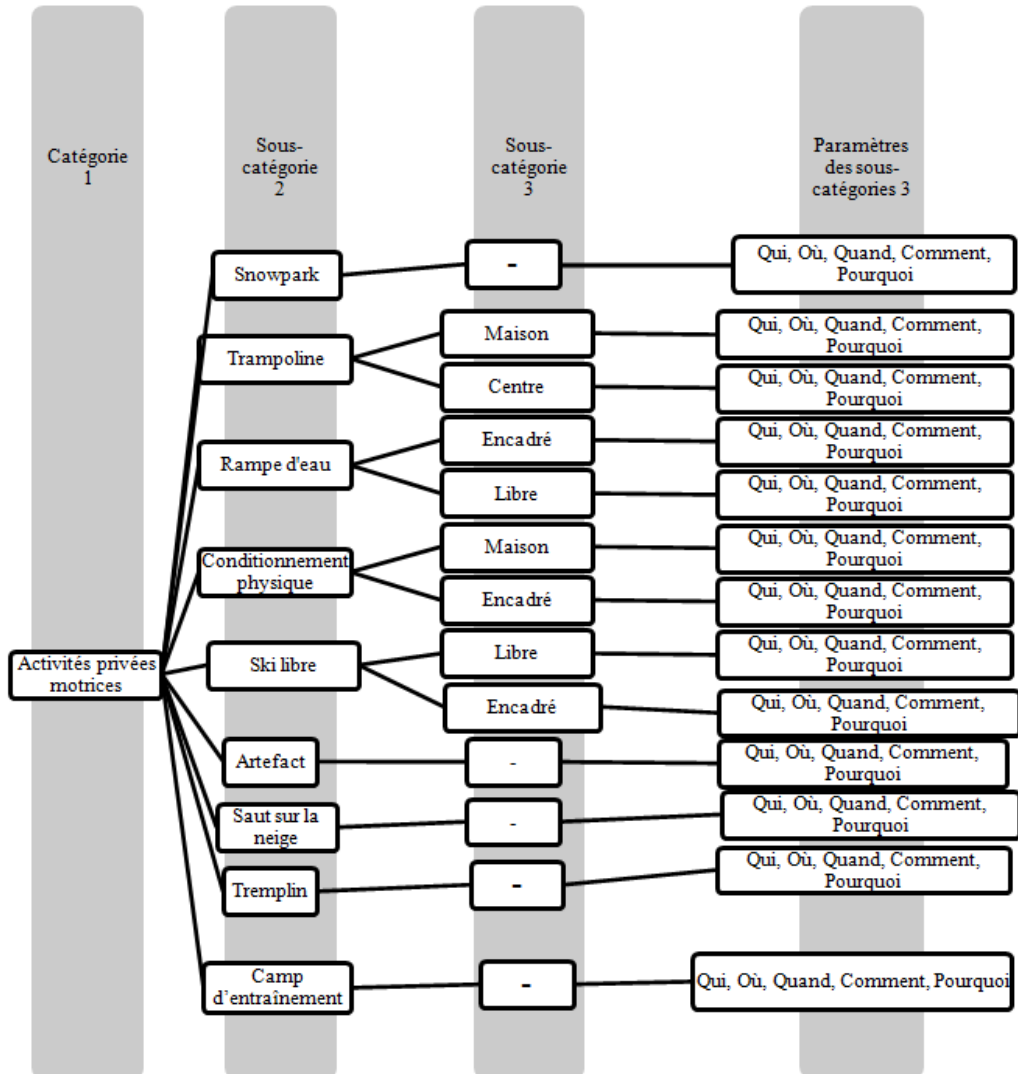 Catégorie
1
Sous-
catégorie
2
Sous-
catégorie
3
Paramètres
des sous-
catégories 3
Activités privées
motrices
Snowpark
-
Qui, Où, Quand, Comment,
Pourquoi
Trampoline
Maison
Qui, Où, Quand, Comment,
Pourquoi
Centre
Qui, Où, Quand, Comment,
Pourquoi
Rampe d'eau
Encadré
Qui, Où, Quand, Comment,
Pourquoi
Libre
Qui, Où, Quand, Comment,
Pourquoi
Conditionnement
physique
Maison
Qui, Où, Quand, Comment,
Pourquoi
Encadré
Qui, Où, Quand, Comment,
Pourquoi
Ski libre
Libre
Qui, Où, Quand, Comment,
Pourquoi
Encadré
Qui, Où, Quand, Comment,
Pourquoi
Artefact
-
Qui, Où, Quand, Comment,
Pourquoi
Saut sur la
neige
-
Qui, Où, Quand, Comment,
Pourquoi
Tremplin
-
Qui, Où, Quand, Comment,
Pourquoi
Camp
d’entraînement
-
Qui, Où, Quand, Comment, Pourquoi